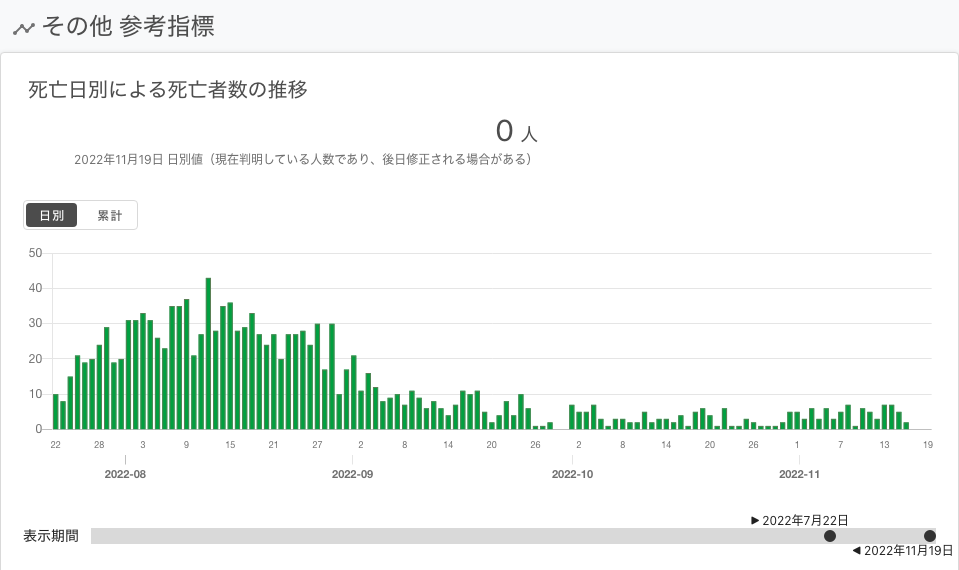 その他 参考指標
死亡日別による死亡者数の推移
0 人
2022年11月19日 日別値（現在判明している人数であり、後日修正される場合がある）
日別 累計
50
40
30
20
10
0
22 28 3 9 15 21 27 2 8 14 20 26 2 8 14 20 26 1 7 13 19
2022-08 2022-09 2022-10 2022-11
▶ 2022年7月22日
表示期間
◀ 2022年11月19日